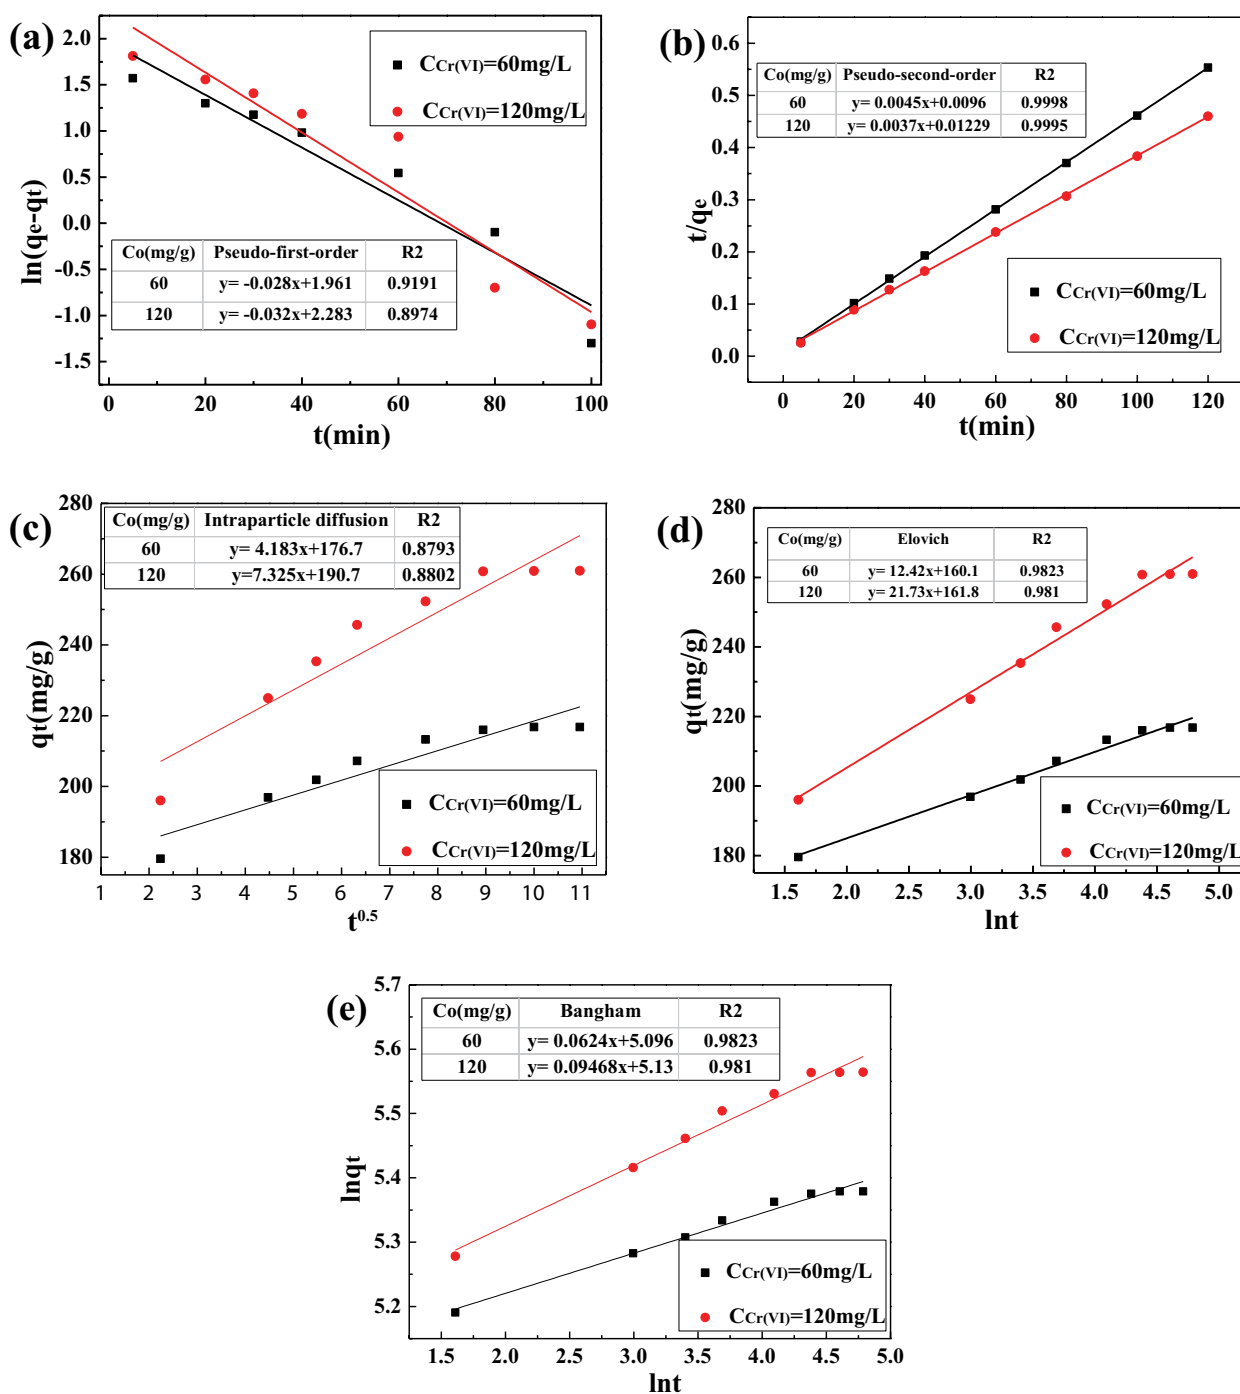 (a)
2.0
1.5
1.0
0.5
0.0
-0.5
-1.0
-1.5
ln(qe-qt)
CCr(VI)=60mg/L
CCr(VI)=120mg/L
Co(mg/g) Pseudo-first-order R2
60 y= -0.028x+1.961 0.9191
120 y= -0.032x+2.283 0.8974
0 20 40 60 80 100
t(min)
(b)
0.6
0.5
0.4
0.3
0.2
0.1
0.0
t/qe
Co(mg/g) Pseudo-second-order R2
60 y= 0.0045x+0.0096 0.9998
120 y= 0.0037x+0.01229 0.9995
CCr(VI)=60mg/L
CCr(VI)=120mg/L
0 20 40 60 80 100 120
t(min)
(c)
280
260
240
220
200
180
qt(mg/g)
Co(mg/g) Intraparticle diffusion R2
60 y= 4.183x+176.7 0.8793
120 y=7.325x+190.7 0.8802
CCr(VI)=60mg/L
CCr(VI)=120mg/L
1 2 3 4 5 6 7 8 9 10 11
t0.5
(d)
280
260
240
220
200
180
qt(mg/g)
Co(mg/g) Elovich R2
60 y= 12.42x+160.1 0.9823
120 y= 21.73x+161.8 0.981
CCr(VI)=60mg/L
CCr(VI)=120mg/L
1.5 2.0 2.5 3.0 3.5 4.0 4.5 5.0
lnt
(e)
5.7
5.6
5.5
5.4
5.3
5.2
lnqt
Co(mg/g) Bangham R2
60 y= 0.0624x+5.096 0.9823
120 y= 0.09468x+5.13 0.981
CCr(VI)=60mg/L
CCr(VI)=120mg/L
1.5 2.0 2.5 3.0 3.5 4.0 4.5 5.0
lnt